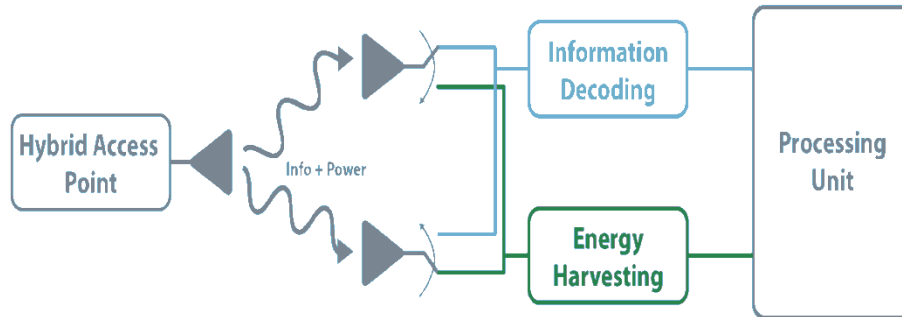 Hybrid Access
Point
Info + Power
Information
Decoding
Energy
Harvesting
Processing
Unit